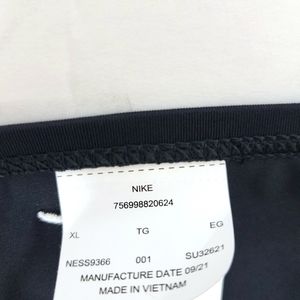 NIKE
756998820624
XL TG EG
NESS9366 001 SU32621
MANUFACTURE DATE 09/21
MADE IN VIETNAM